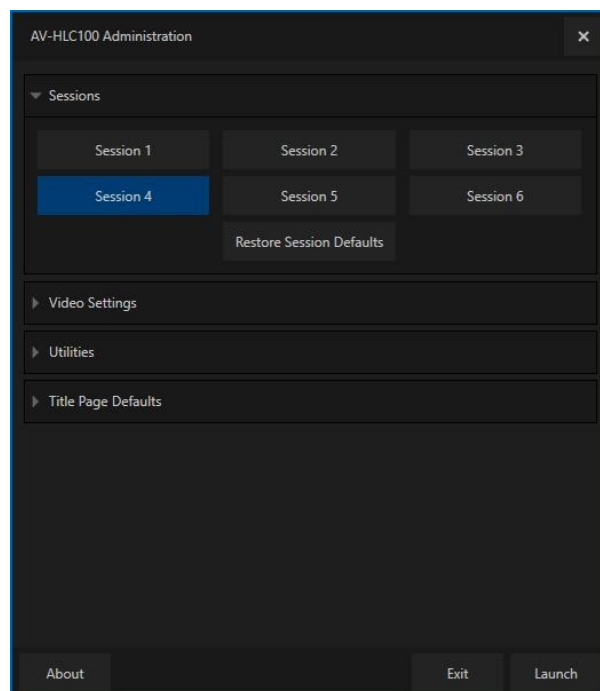 AV-HLC100 Administration
Sessions
Session 1 Session 2 Session 3
Session 4 Session 5 Session 6
Restore Session Defaults
Video Settings
Utilities
Title Page Defaults
About Exit Launch